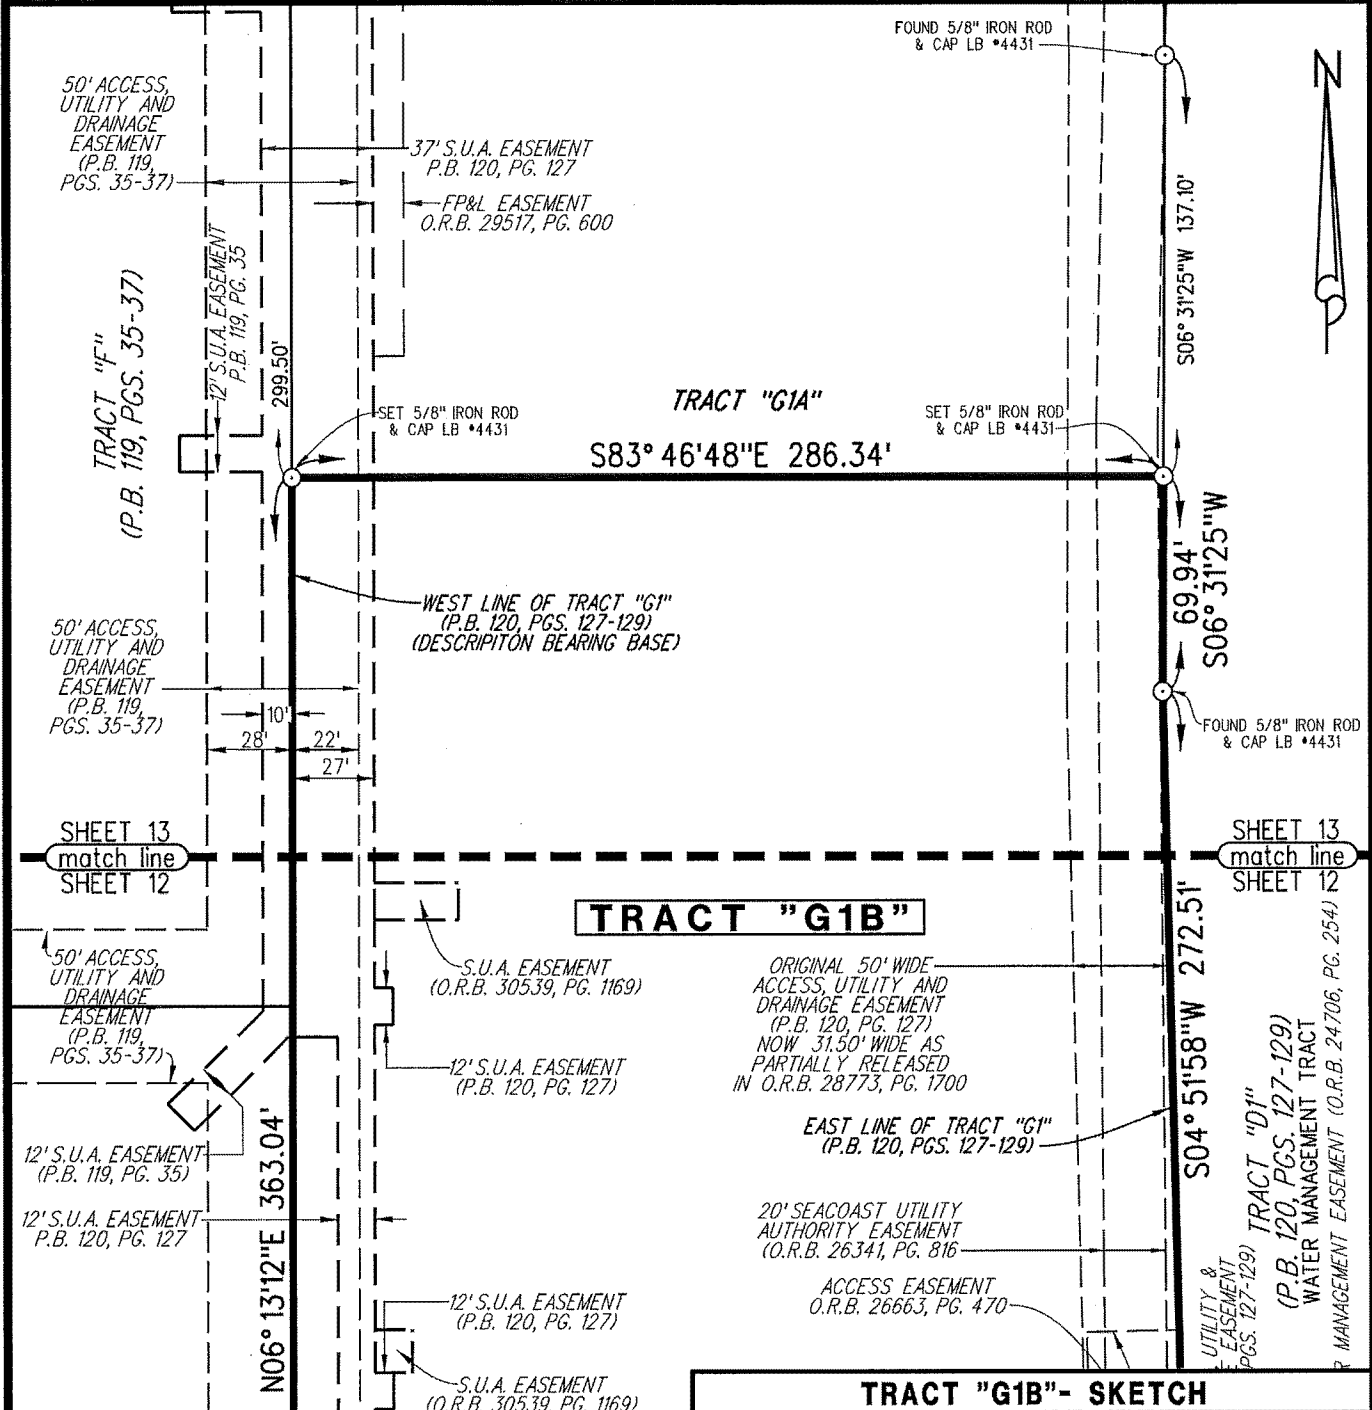 FOUND 5/8" IRON ROD
& CAP LB #4431
N
50' ACCESS,
UTILITY AND
DRAINAGE
EASEMENT
(P.B. 119,
PGS. 35-37)
37' S.U.A. EASEMENT
P.B. 120, PG. 127
FP&L EASEMENT
O.R.B. 29517, PG. 600
S06° 31'25"W 137.10'
12' S.U.A. EASEMENT
P.B. 119, PG. 35
TRACT "F"
(P.B. 119, PGS. 35-37)
299.50'
SET 5/8" IRON ROD
& CAP LB #4431
TRACT "G1A"
S83° 46'48"E 286.34'
SET 5/8" IRON ROD
& CAP LB #4431
69.94'
S06° 31'25"W
WEST LINE OF TRACT "G1"
(P.B. 120, PGS. 127-129)
(DESCRIPITON BEARING BASE)
50' ACCESS,
UTILITY AND
DRAINAGE
EASEMENT
(P.B. 119,
PGS. 35-37)
10'
28'
22'
27'
FOUND 5/8" IRON ROD
& CAP LB #4431
SHEET 13
match line
SHEET 12
SHEET 13
match line
SHEET 12
TRACT "G1B"
50' ACCESS,
UTILITY AND
DRAINAGE
EASEMENT
(P.B. 119,
PGS. 35-37)
S.U.A. EASEMENT
(O.R.B. 30539, PG. 1169)
12' S.U.A. EASEMENT
(P.B. 120, PG. 127)
ORIGINAL 50' WIDE
ACCESS, UTILITY AND
DRAINAGE EASEMENT
(P.B. 120, PG. 127)
NOW 31.50' WIDE AS
PARTIALLY RELEASED
IN O.R.B. 28773, PG. 1700
EAST LINE OF TRACT "G1"
(P.B. 120, PGS. 127-129)
S04° 51'58"W 272.51'
12' S.U.A. EASEMENT
(P.B. 119, PG. 35)
12' S.U.A. EASEMENT
P.B. 120, PG. 127
N06° 13'12"E 363.04'
20' SEACOAST UTILITY
AUTHORITY EASEMENT
(O.R.B. 26341, PG. 816
ACCESS EASEMENT
O.R.B. 26663, PG. 470
12' S.U.A. EASEMENT
(P.B. 120, PG. 127)
S.U.A. EASEMENT
(O.R.B. 30539, PG. 1169)
UTILITY &
EASEMENT
PGS. 127-129)
TRACT "D1"
(P.B. 120, PGS. 127-129)
WATER MANAGEMENT TRACT
R MANAGEMENT EASEMENT (O.R.B. 24706, PG. 254)
TRACT "G1B"- SKETCH